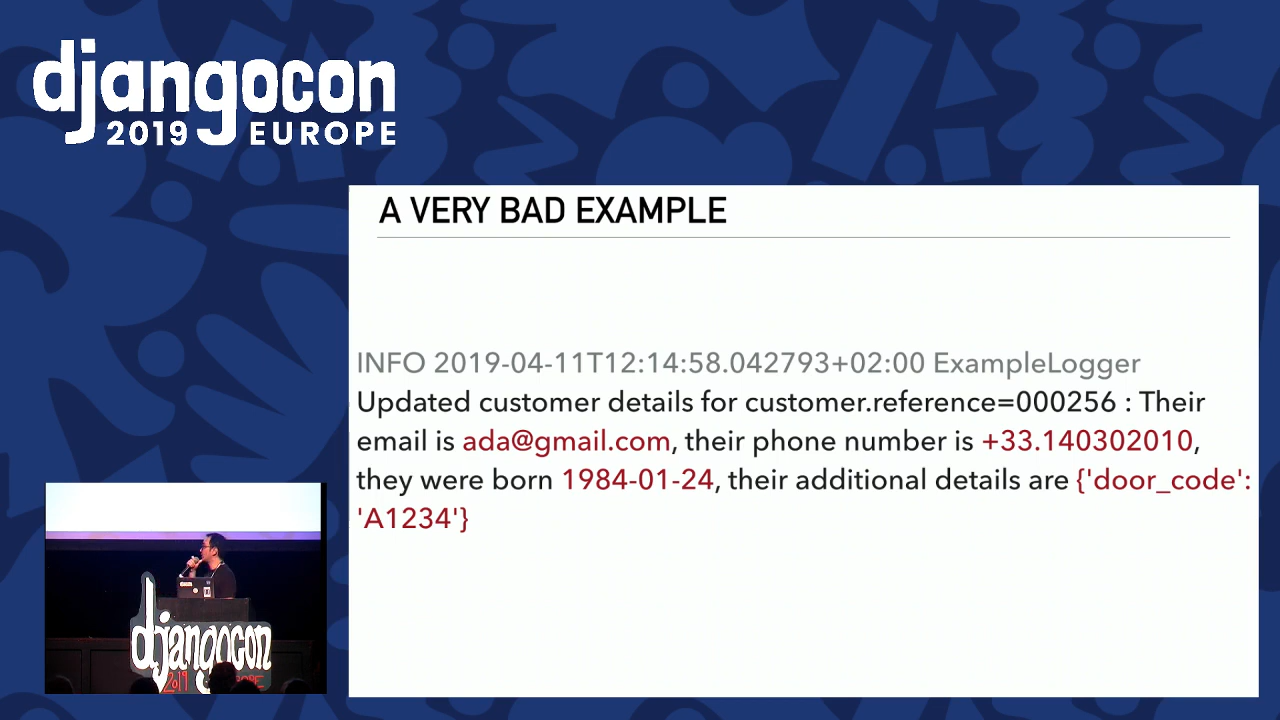 djangocon
2019 EUROPE
A VERY BAD EXAMPLE
INFO 2019-04-11T12:14:58.042793+02:00 ExampleLogger
Updated customer details for customer.reference=000256 : Their
email is ada@gmail.com, their phone number is +33.140302010,
they were born 1984-01-24, their additional details are {'door_code':
'A1234'}
djangocon
2019 EUROPE